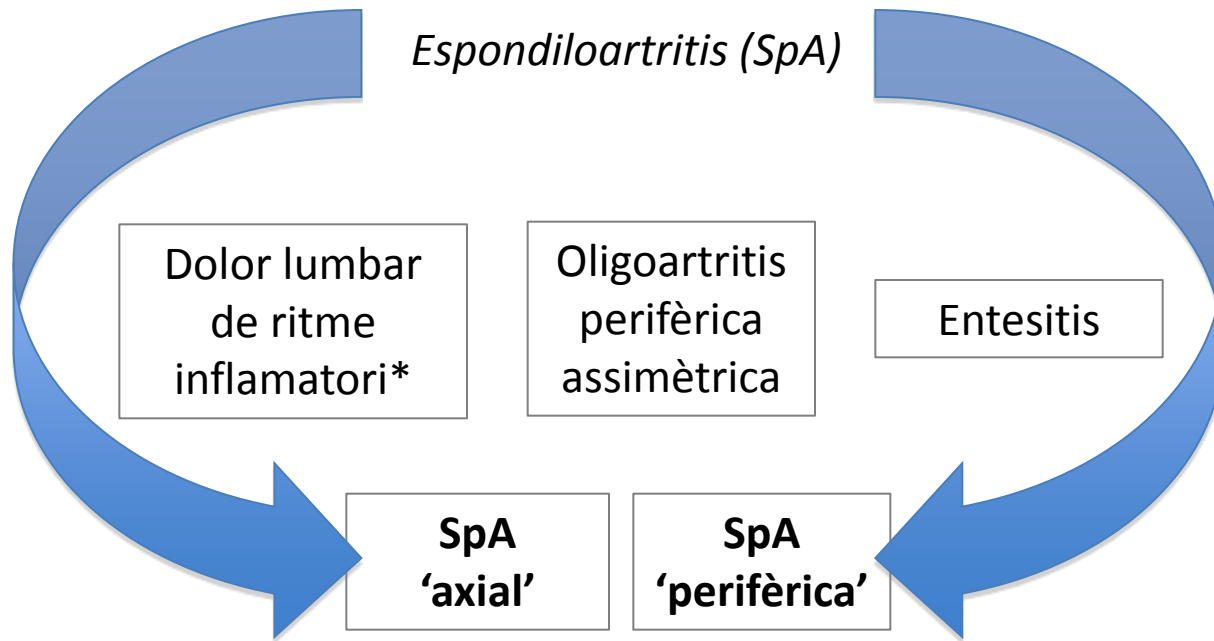 Espondiloartritis (SpA)
Dolor lumbar
de ritme
inflamatori*
Oligoartritis
perifèrica
assimètrica
Entesitis
SpA
‘axial’
SpA
‘perifèrica’